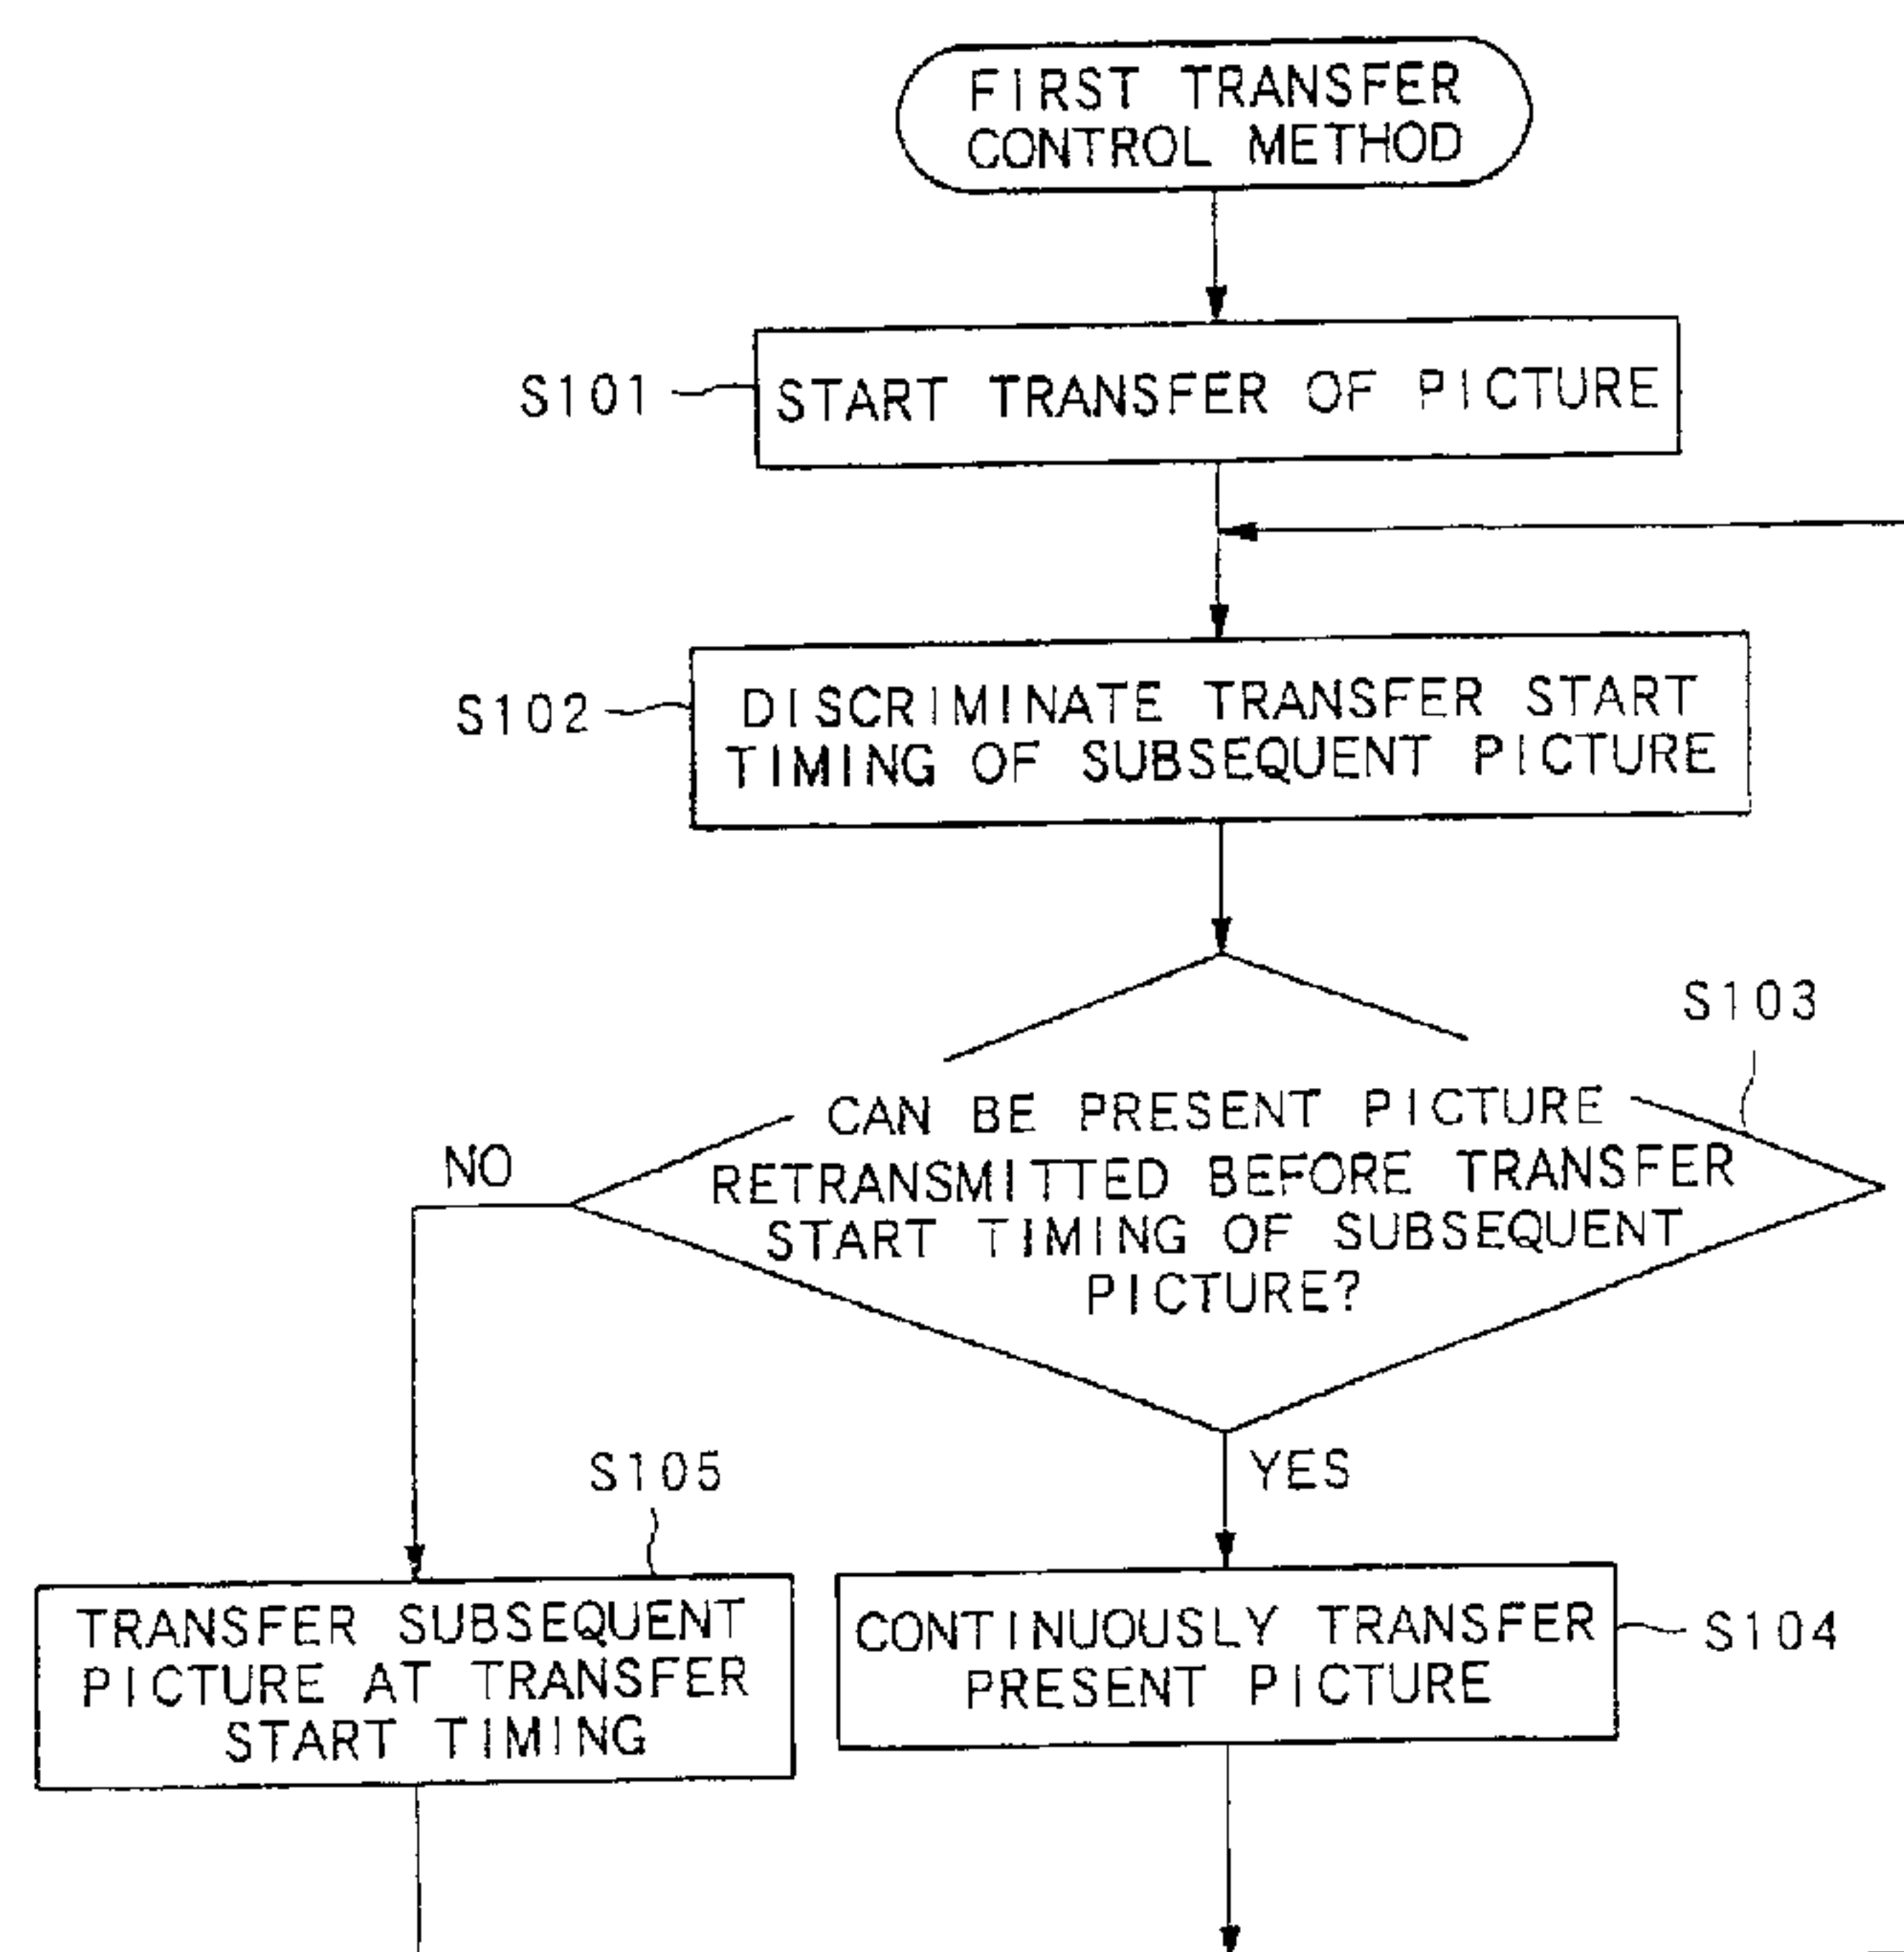 FIRST TRANSFER
CONTROL METHOD
S101
START TRANSFER OF PICTURE
S102
DISCRIMINATE TRANSFER START
TIMING OF SUBSEQUENT PICTURE
S103
CAN BE PRESENT PICTURE
RETRANSMITTED BEFORE TRANSFER
START TIMING OF SUBSEQUENT
PICTURE?
NO
YES
S105
TRANSFER SUBSEQUENT
PICTURE AT TRANSFER
START TIMING
CONTINUOUSLY TRANSFER
PRESENT PICTURE
S104